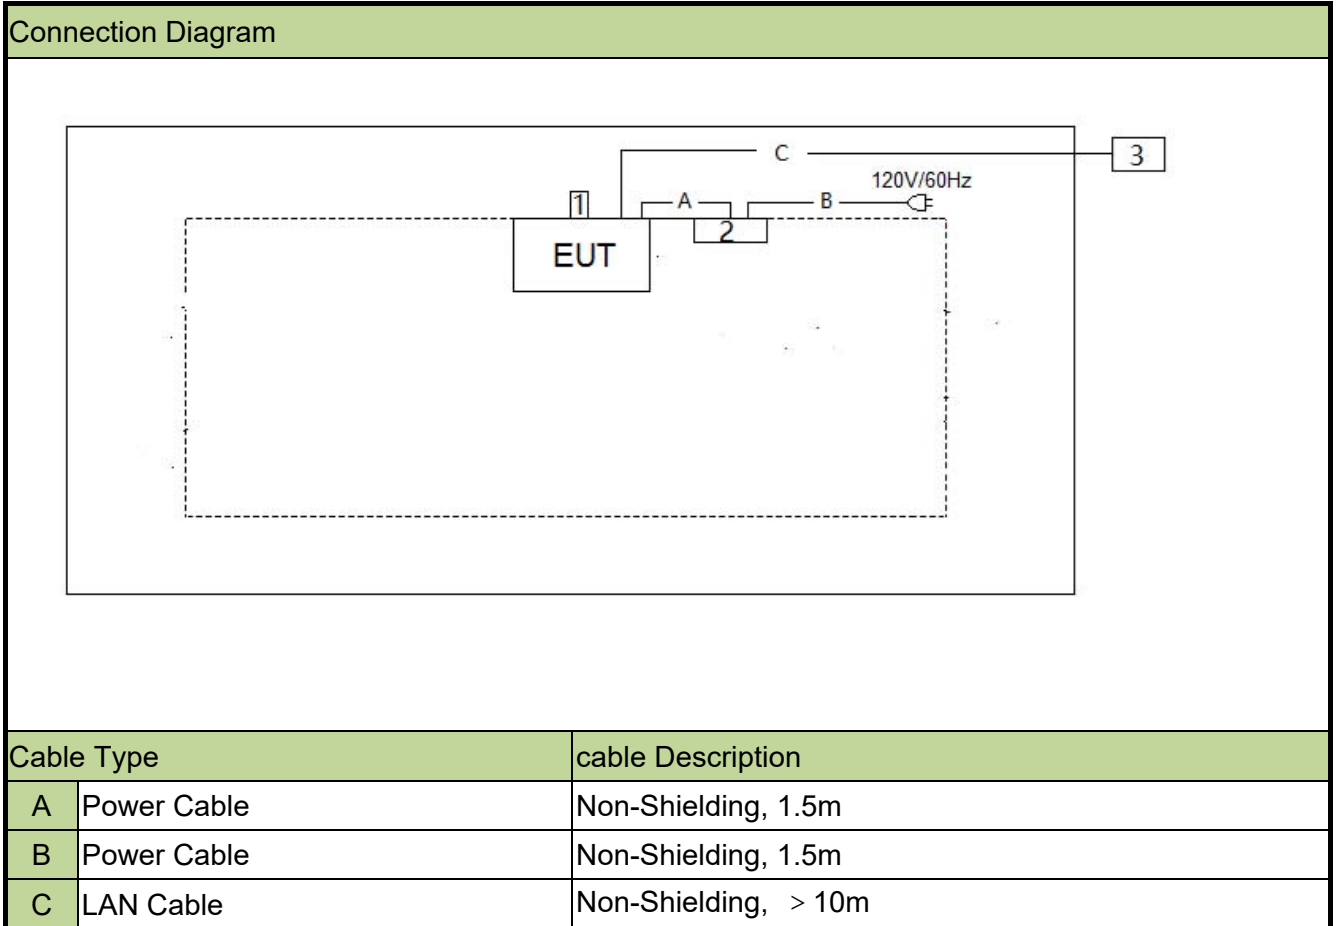 Connection Diagram
C
3
120V/60Hz
1
A
B
2
EUT
Cable Type cable Description
A Power Cable Non-Shielding, 1.5m
B Power Cable Non-Shielding, 1.5m
C LAN Cable Non-Shielding, ＞10m